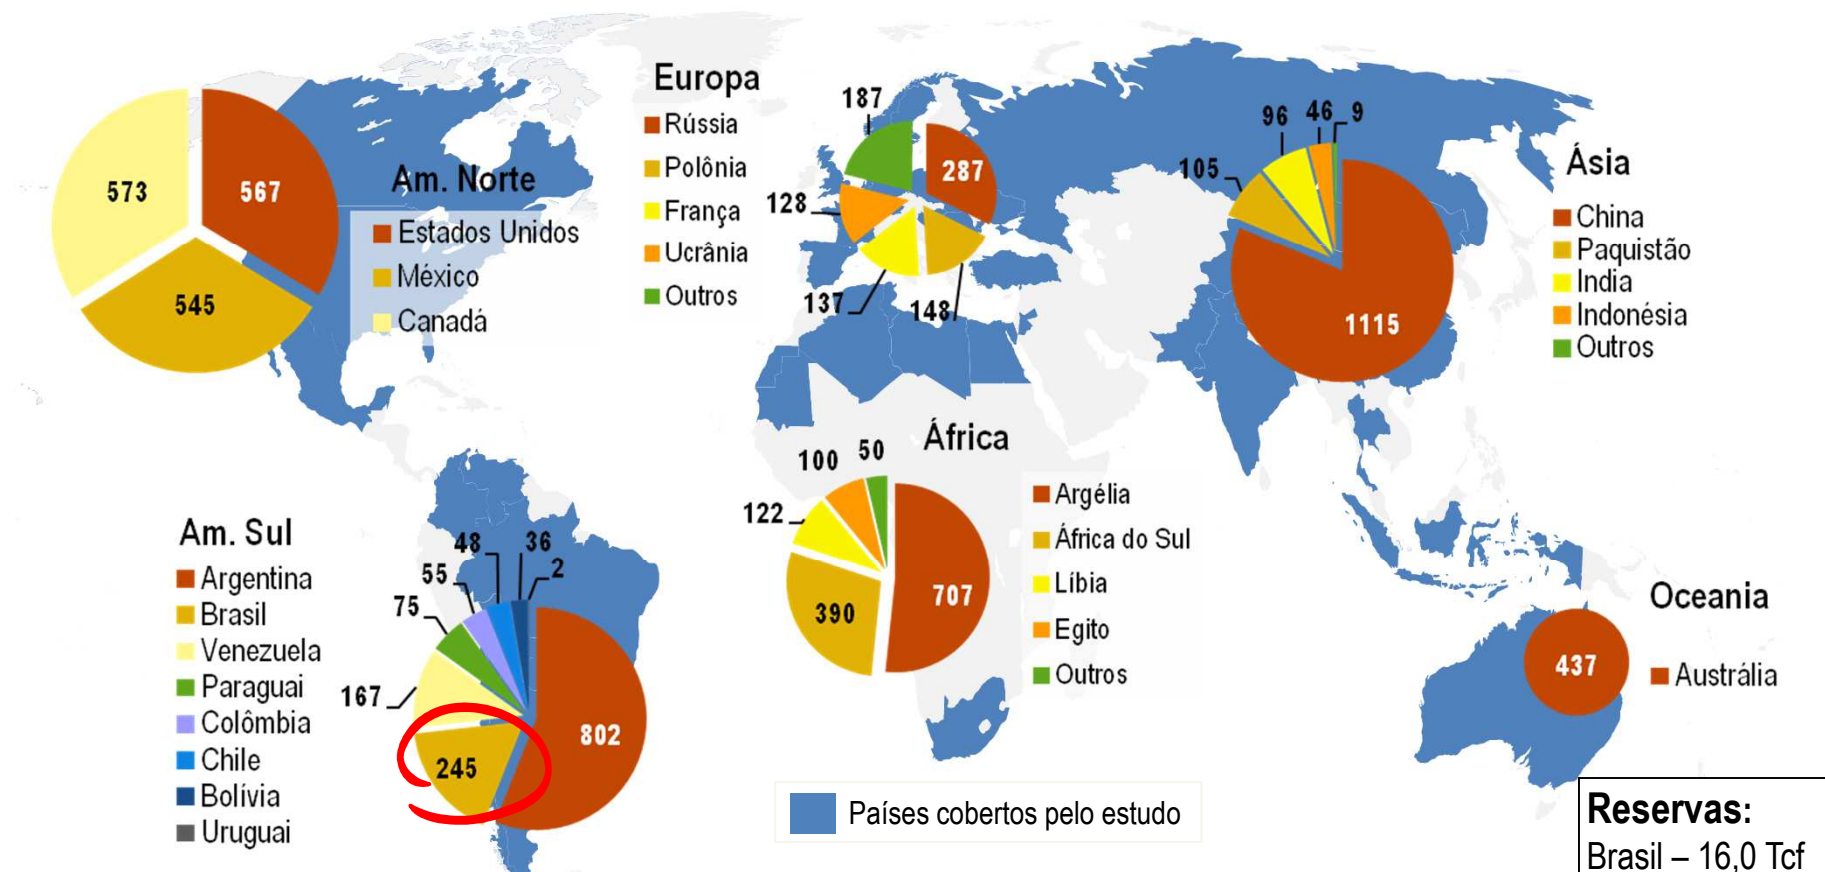 Am. Norte
573
567
545
Estados Unidos
México
Canadá
Europa
Rússia
Polônia
França
Ucrânia
Outros
187
287
128
137
148
Ásia
China
Paquistão
India
Indonésia
Outros
96
46
9
105
1115
África
Argélia
África do Sul
Líbia
Egito
Outros
100
50
122
390
707
Am. Sul
Argentina
Brasil
Venezuela
Paraguai
Colômbia
Chile
Bolívia
Uruguai
48
36
2
55
75
167
245
802
Oceania
437
Austrália
Países cobertos pelo estudo
Reservas:
Brasil – 16,0 Tcf